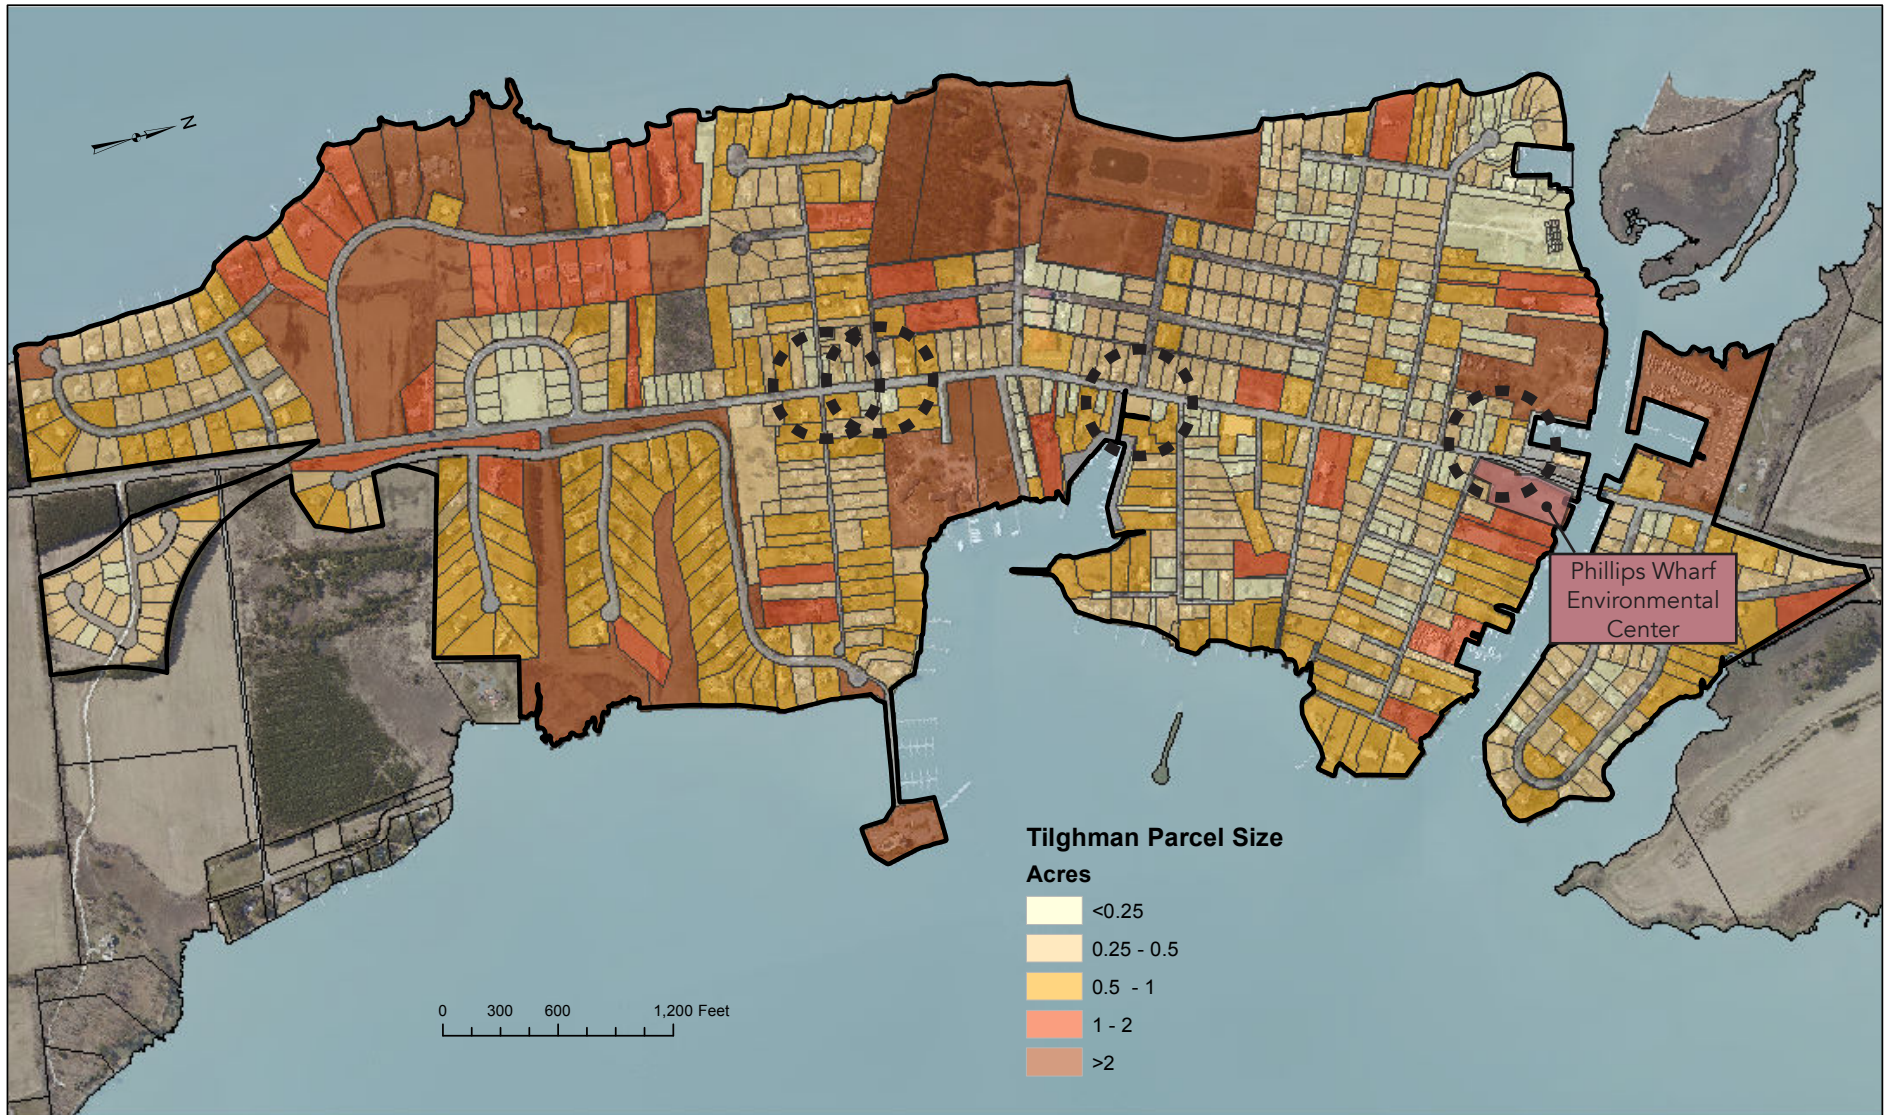 N
Phillips Wharf
Environmental
Center
Tilghman Parcel Size
Acres
<0.25
0.25 - 0.5
0.5 - 1
1 - 2
>2
0 300 600 1,200 Feet